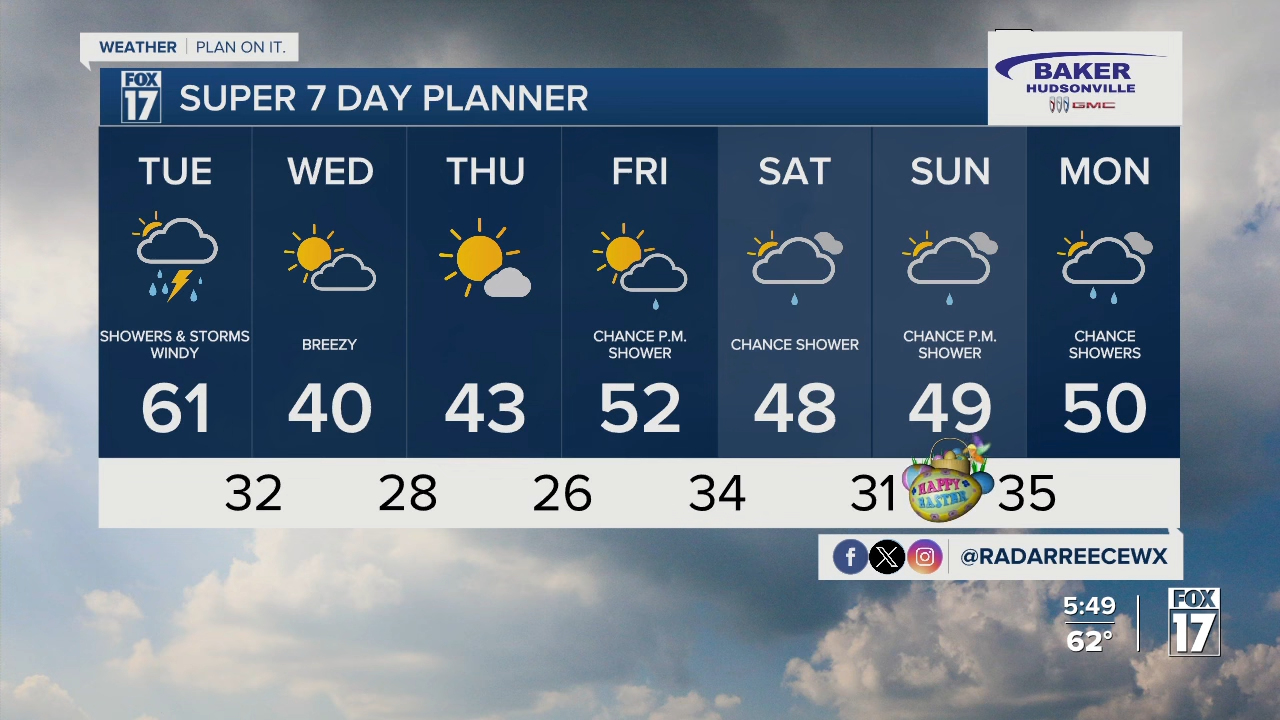 WEATHER | PLAN ON IT.
FOX 17
SUPER 7 DAY PLANNER
BAKER
HUDSONVILLE
GMC
TUE WED THU FRI SAT SUN MON
SHOWERS & STORMS
WINDY
BREEZY
CHANCE P.M.
SHOWER
CHANCE SHOWER
CHANCE P.M.
SHOWER
CHANCE
SHOWERS
61 40 43 52 48 49 50
32 28 26 34 31 35
HAPPY
EASTER
@RADARREECEWX
5:49
62°
FOX
17